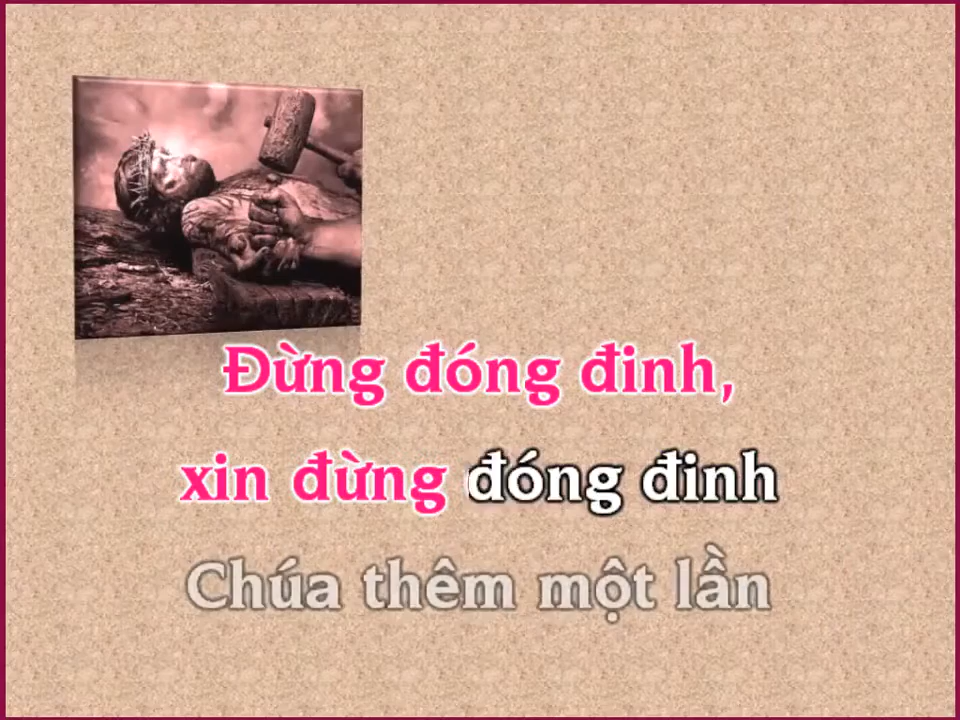 Đừng đóng đinh,
xin đừng đóng đinh
Chúa thêm một lần